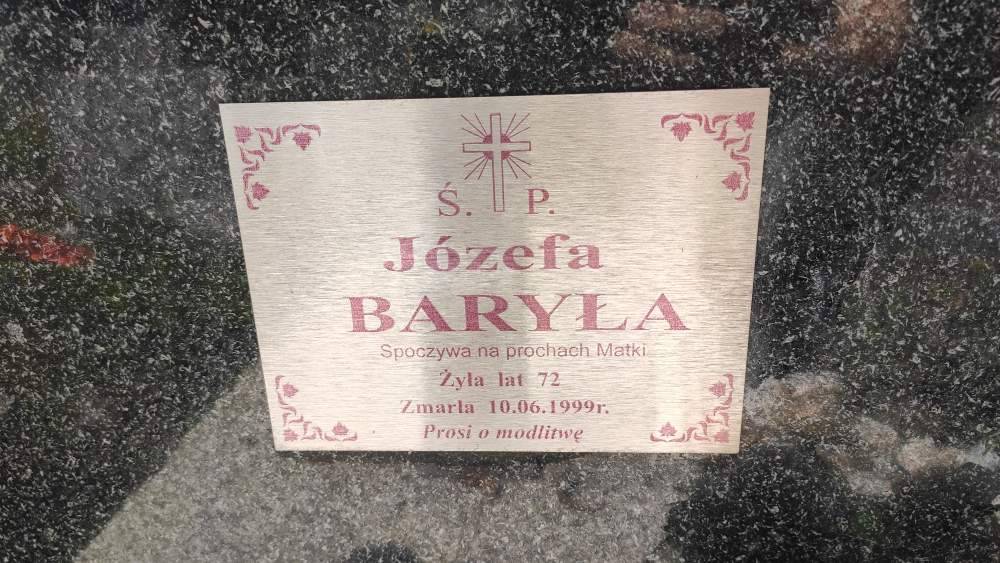 Ś. P.
Józefa
BARYŁA
Spoczywa na prochach Matki
Żyła lat 72
Zmarła 10.06.1999r.
Prosi o modlitwę